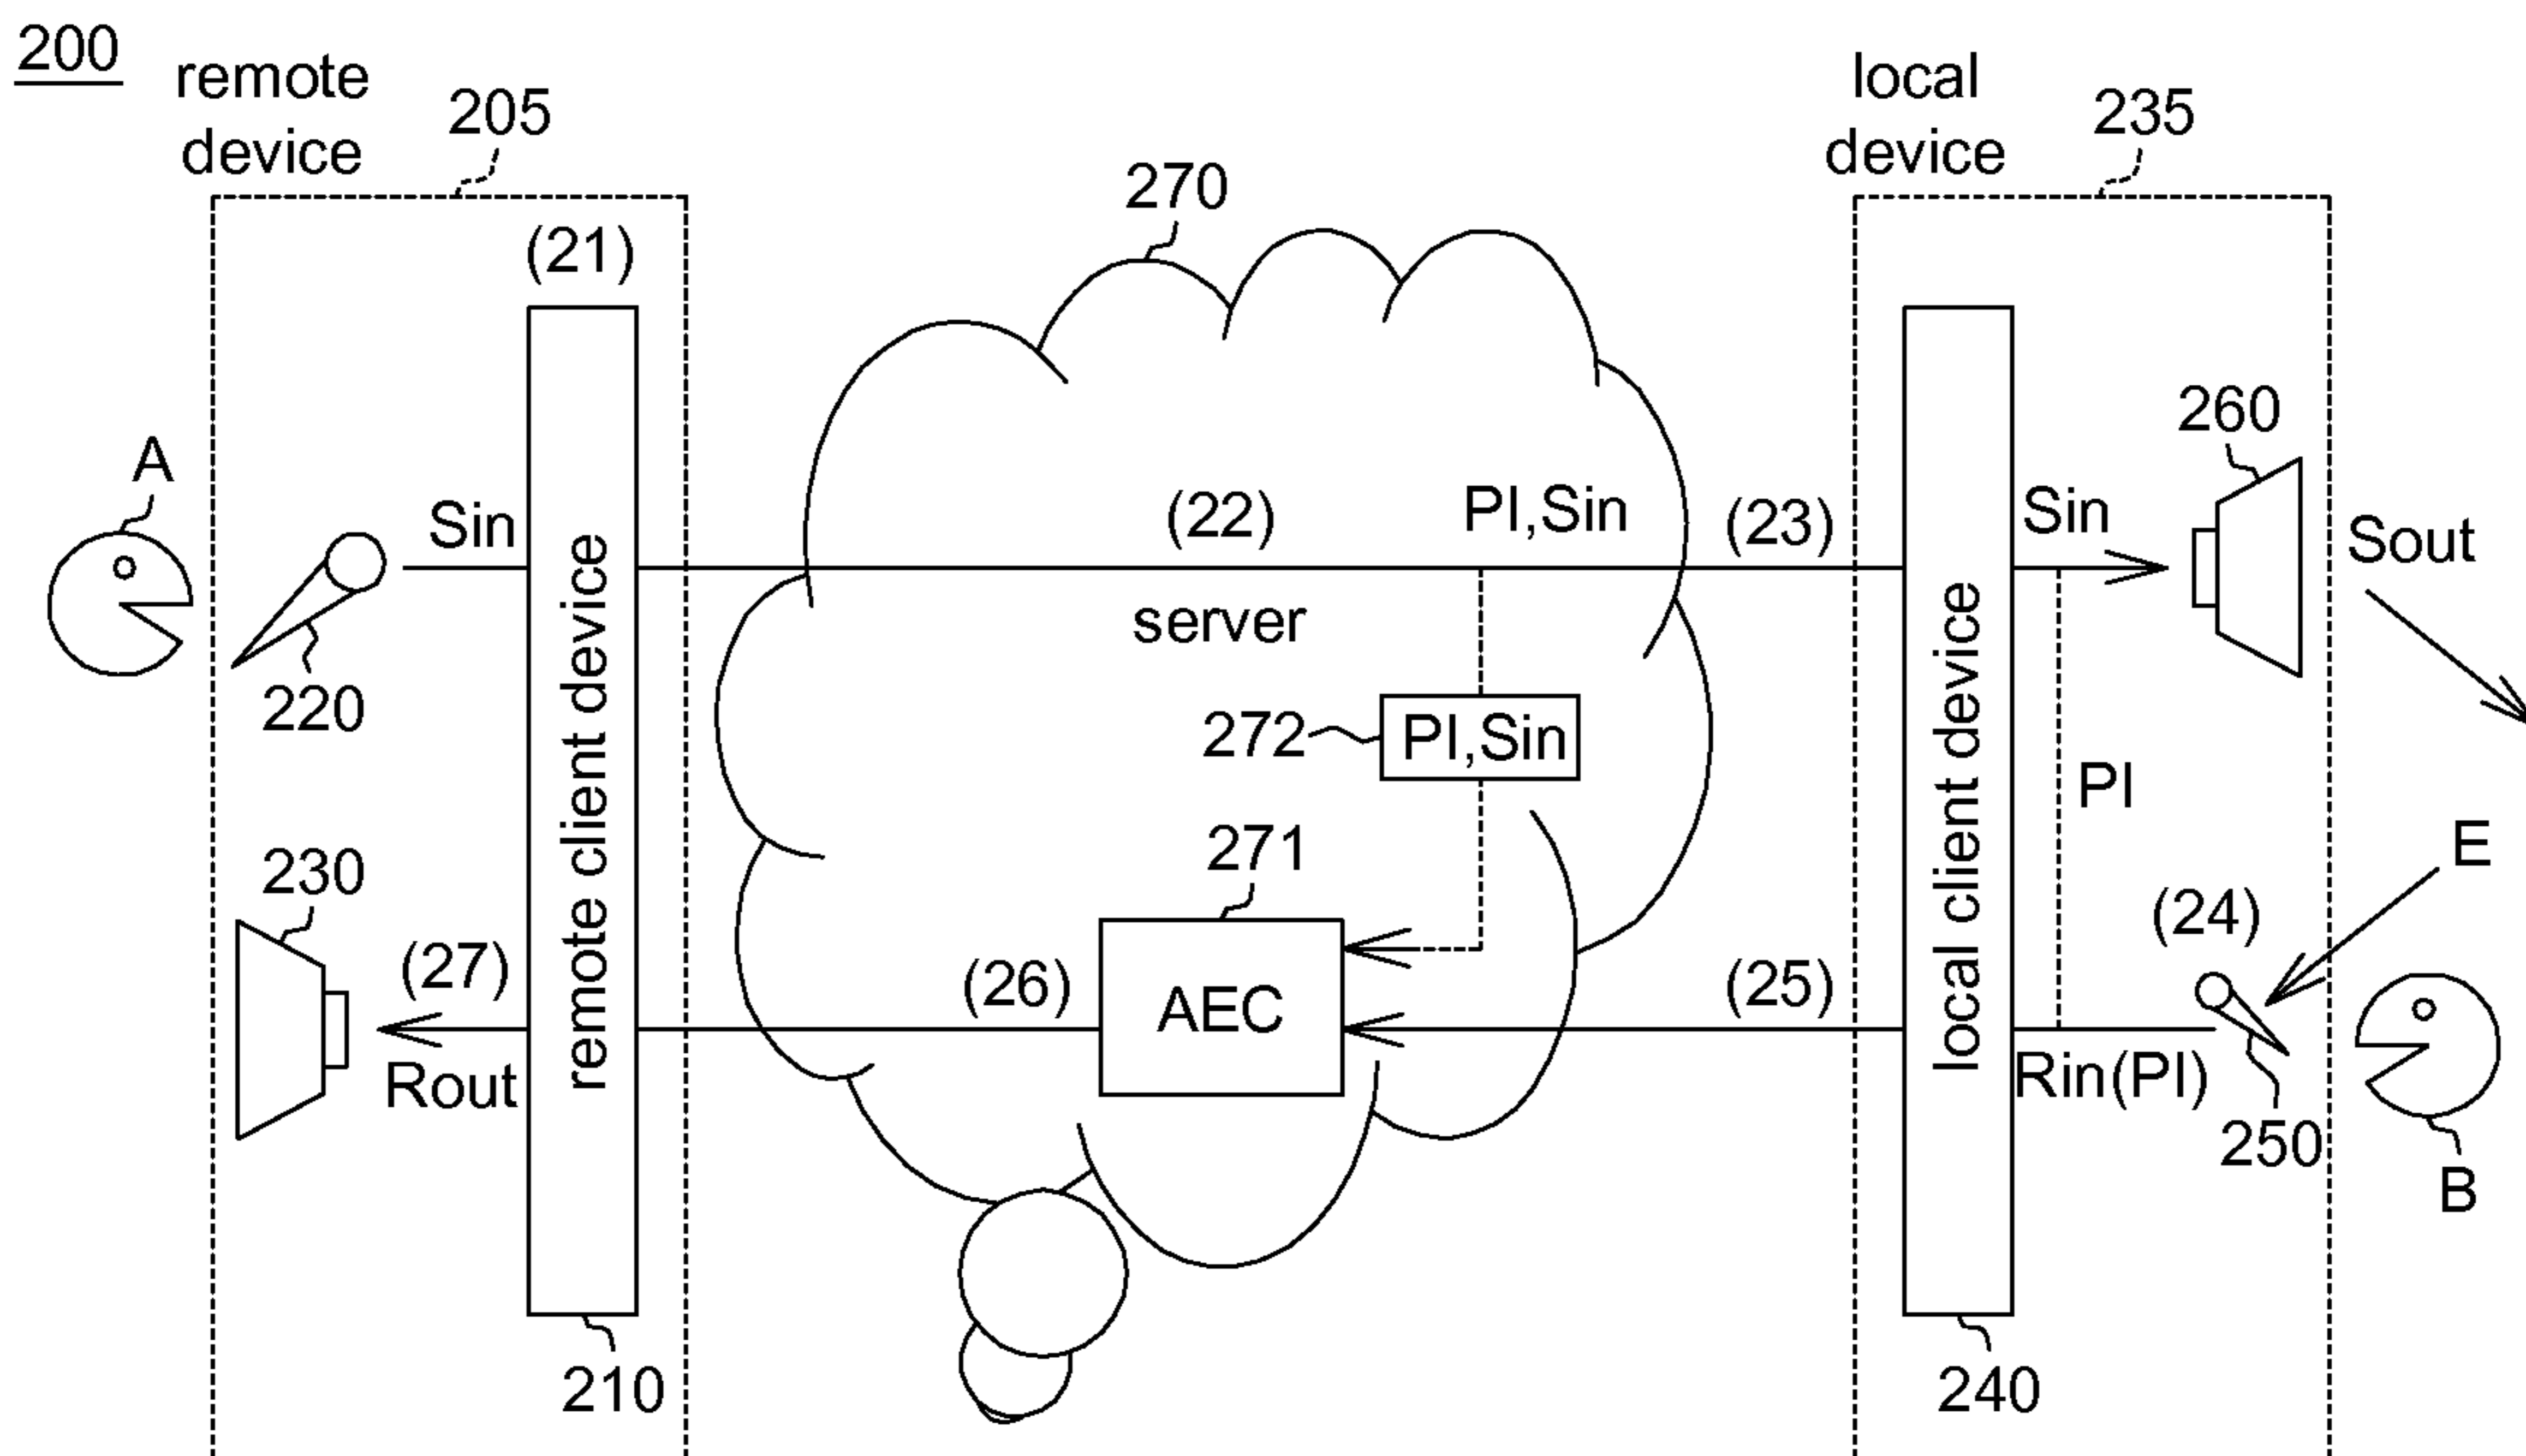 200
remote
device
205
local
device
235
270
(21)
A
Sin
(22)
PI,Sin
(23)
Sin
260
Sout
remote client device
server
local client device
220
272
PI,Sin
PI
271
E
230
(27)
(26)
AEC
(25)
(24)
Rout
Rin(PI)
250
B
210
240